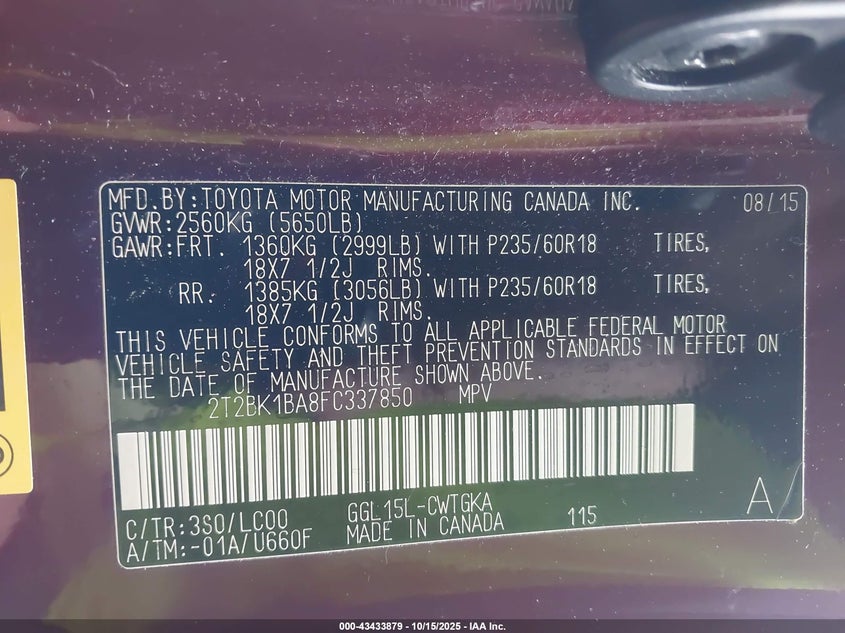 MFD.BY:TOYOTA MOTOR MANUFACTURING CANADA INC. 08/15
GVWR:2560KG (5650LB)
GAWR:FRT. 1360KG (2999LB) WITH P235/60R18 TIRES,
18X7 1/2J RIMS.
RR. 1385KG (3056LB) WITH P235/60R18 TIRES,
18X7 1/2J RIMS.
THIS VEHICLE CONFORMS TO ALL APPLICABLE FEDERAL MOTOR
VEHICLE SAFETY AND THEFT PREVENTION STANDARDS IN EFFECT ON
THE DATE OF MANUFACTURE SHOWN ABOVE.
2T2BK1BA8FC337850 MPV
C/TR:3S0/LC00 GGL15L-CWTGKA 115 A
A/TM:-01A/U660F MADE IN CANADA
000-43433879 - 10/15/2025 - IAA Inc.